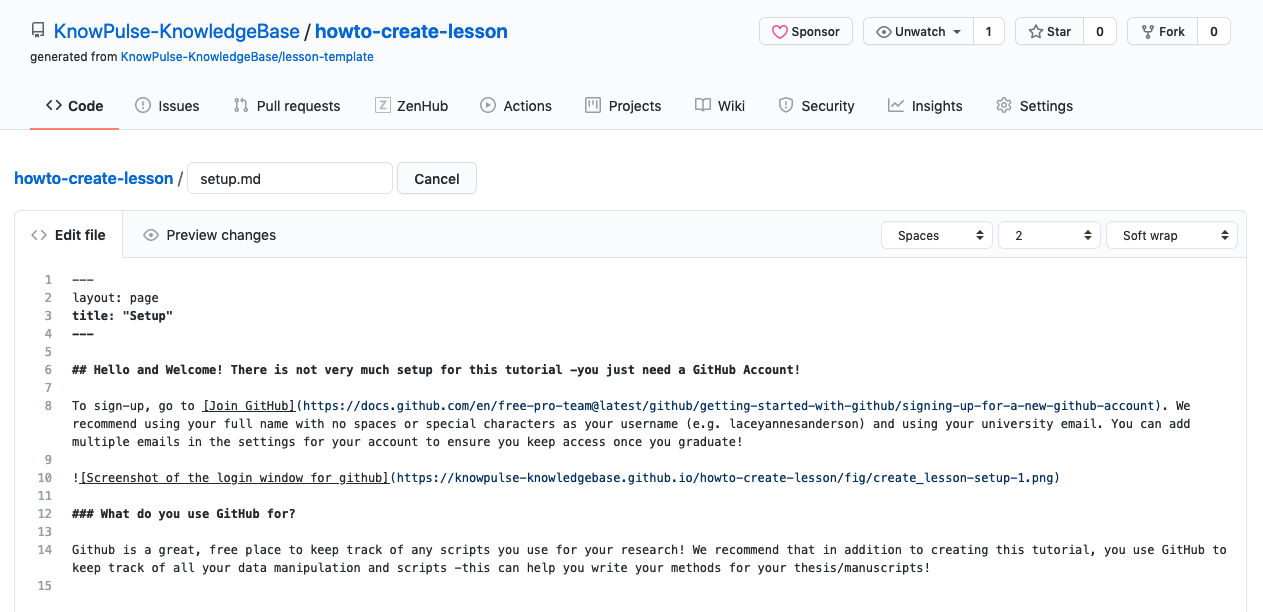 KnowPulse-KnowledgeBase / howto-create-lesson
Sponsor
Unwatch
1
Star
0
Fork
0
generated from KnowPulse-KnowledgeBase/lesson-template
Code
Issues
Pull requests
ZenHub
Actions
Projects
Wiki
Security
Insights
Settings
howto-create-lesson / setup.md
Cancel
Edit file
Preview changes
Spaces
2
Soft wrap
1 ---
2 layout: page
3 title: "Setup"
4 ---
5
6 ## Hello and Welcome! There is not very much setup for this tutorial -you just need a GitHub Account!
7
8 To sign-up, go to [Join GitHub](https://docs.github.com/en/free-pro-team@latest/github/getting-started-with-github/signing-up-for-a-new-github-account). We
recommend using your full name with no spaces or special characters as your username (e.g. laceyannesanderson) and using your university email. You can add
multiple emails in the settings for your account to ensure you keep access once you graduate!
9
10 ![Screenshot of the login window for github](https://knowpulse-knowledgebase.github.io/howto-create-lesson/fig/create_lesson-setup-1.png)
11
12 ### What do you use GitHub for?
13
14 Github is a great, free place to keep track of any scripts you use for your research! We recommend that in addition to creating this tutorial, you use GitHub to
keep track of all your data manipulation and scripts -this can help you write your methods for your thesis/manuscripts!
15